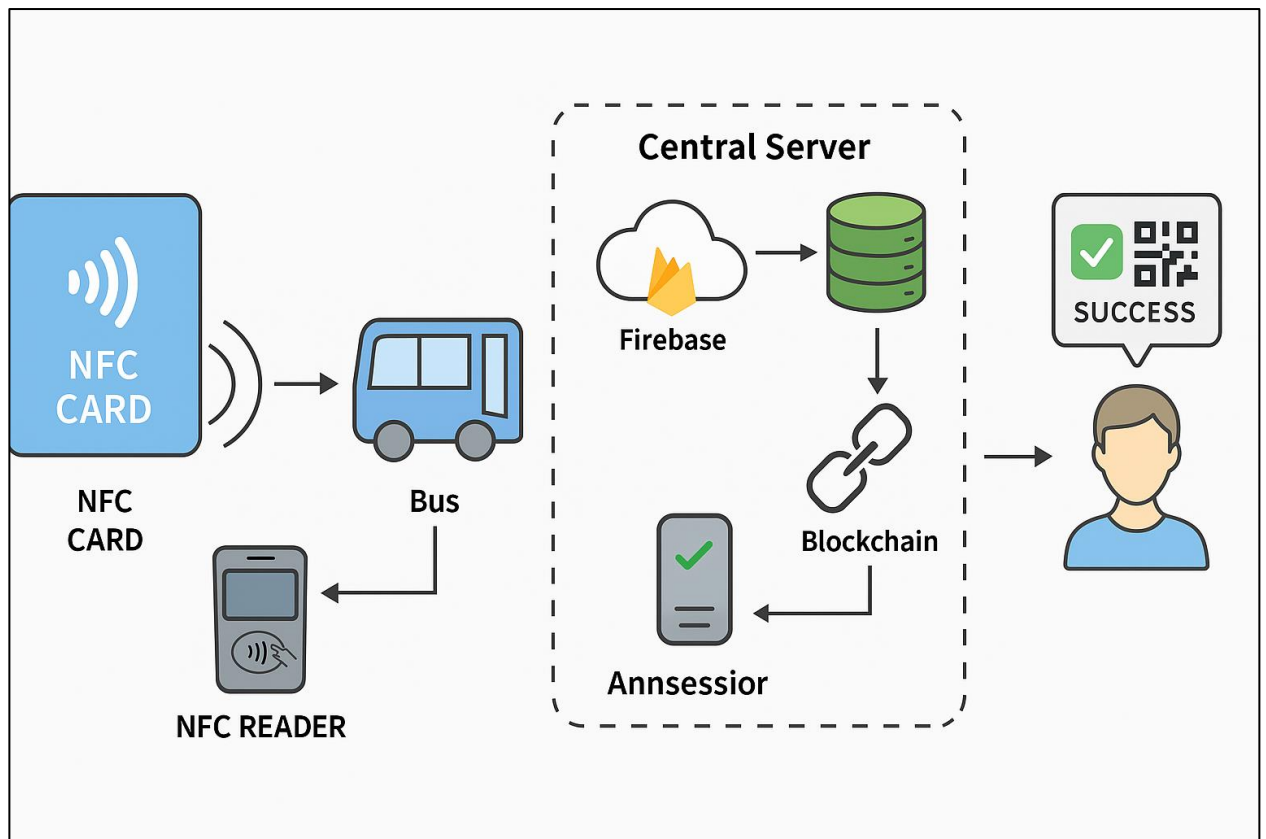 NFC
CARD
NFC
CARD
Bus
NFC READER
Central Server
Firebase
Blockchain
Annsessior
SUCCESS